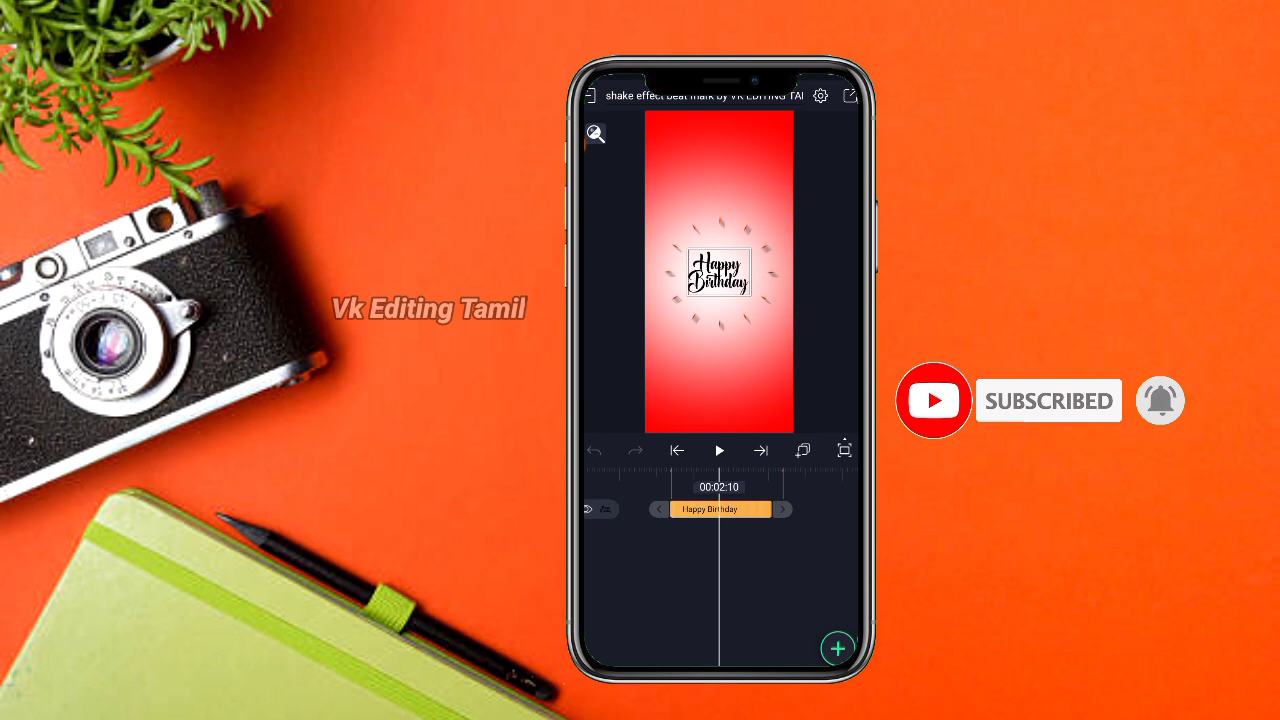 shake effect beat mark by VK EDITING TAI
Happy
Birthday
Vk Editing Tamil
SUBSCRIBED
00:02:10
Happy Birthday